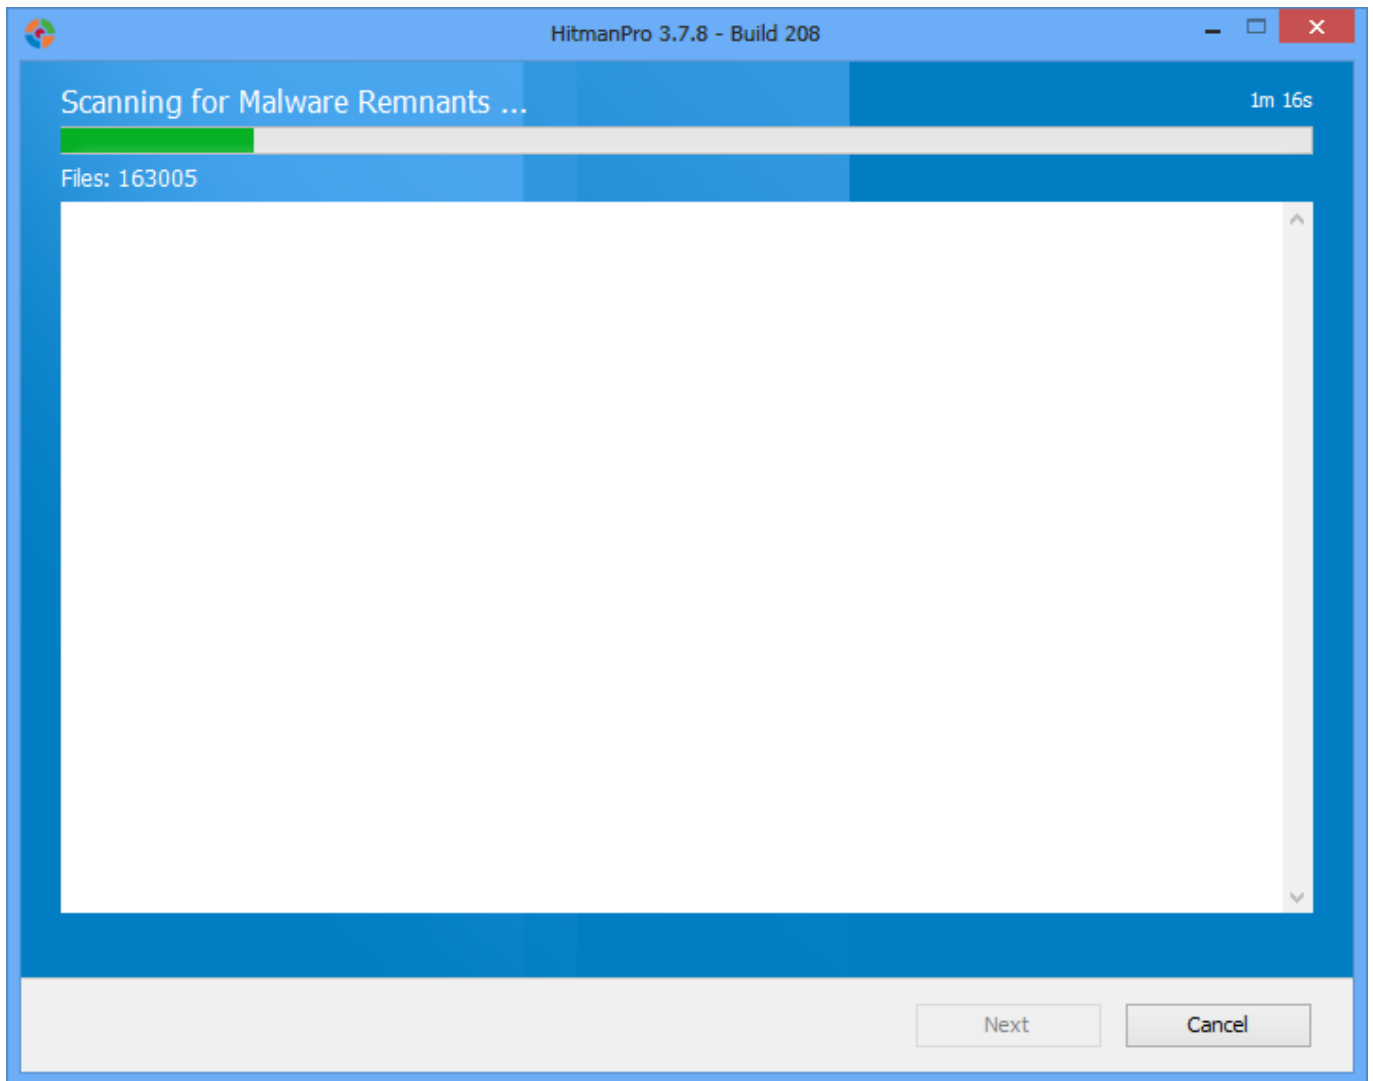 HitmanPro 3.7.8 - Build 208
Scanning for Malware Remnants ...
1m 16s
Files: 163005
Next
Cancel